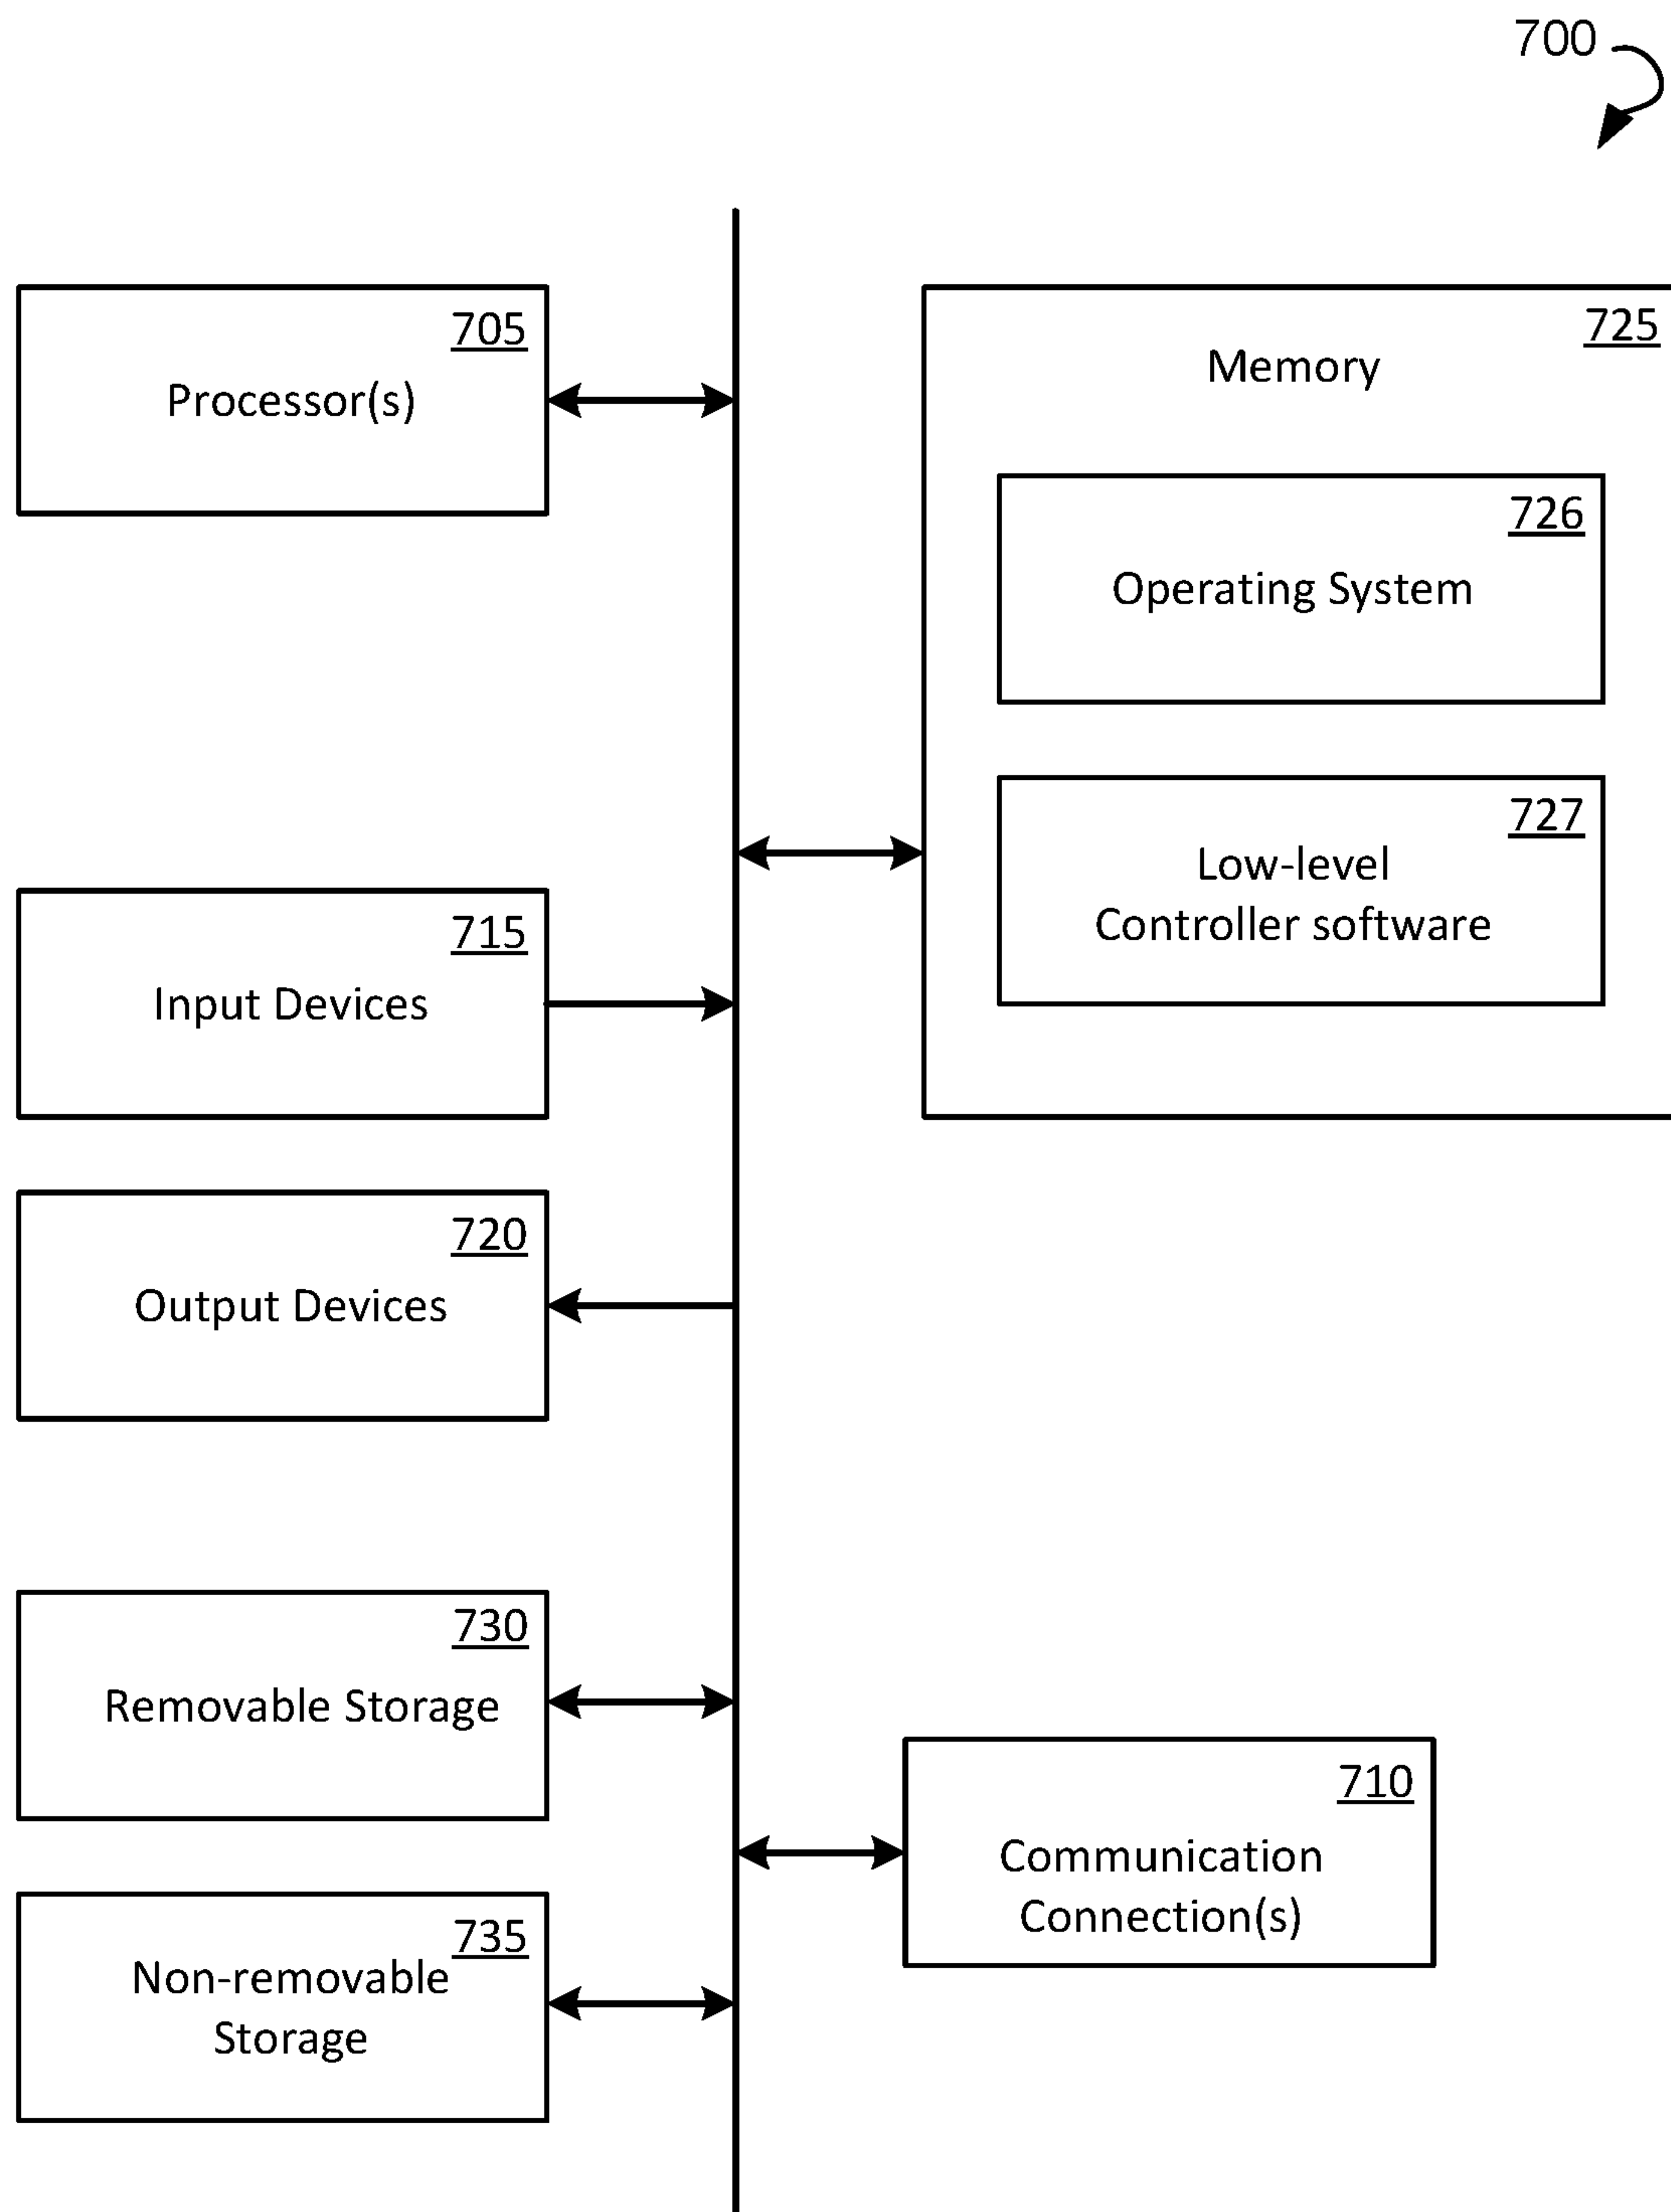 700
705
Processor(s)
725
Memory
726
Operating System
727
Low-level
Controller software
715
Input Devices
720
Output Devices
730
Removable Storage
710
Communication
Connection(s)
735
Non-removable
Storage